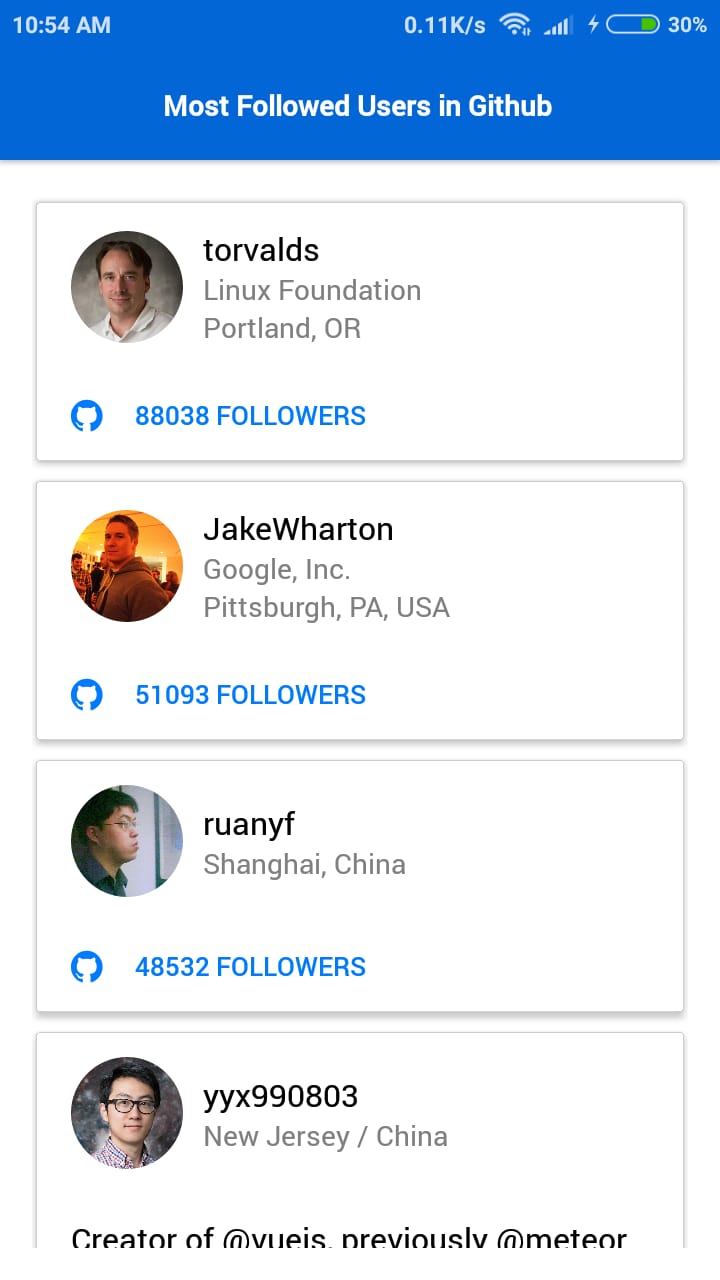 10:54 AM 0.11K/s 30%
Most Followed Users in Github
torvalds
Linux Foundation
Portland, OR
88038 FOLLOWERS
JakeWharton
Google, Inc.
Pittsburgh, PA, USA
51093 FOLLOWERS
ruanyf
Shanghai, China
48532 FOLLOWERS
yyx990803
New Jersey / China
Creator of @vuejs, previously @meteor